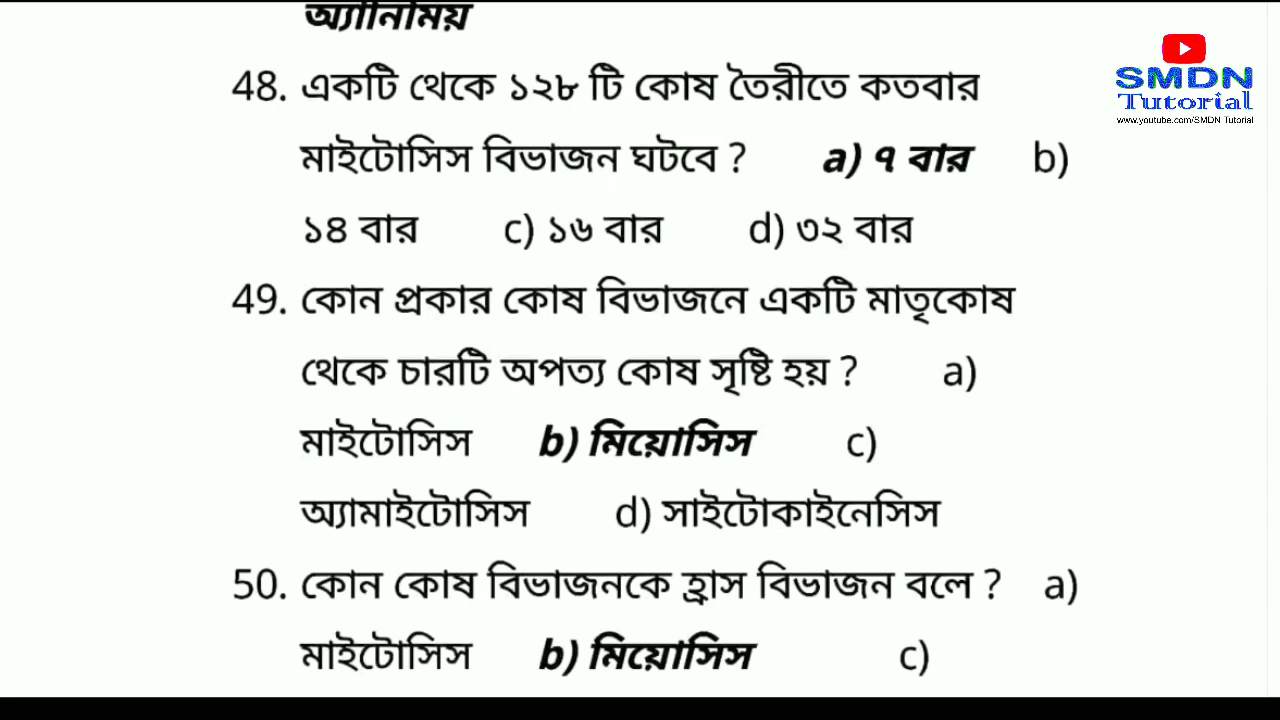 অ্যানিময়
48. একটি থেকে ১২৮ টি কোষ তৈরীতে কতবার
মাইটোসিস বিভাজন ঘটবে ? a) ৭ বার b)
১৪ বার c) ১৬ বার d) ৩২ বার
49. কোন প্রকার কোষ বিভাজনে একটি মাতৃকোষ
থেকে চারটি অপত্য কোষ সৃষ্টি হয় ? a)
মাইটোসিস b) মিয়োসিস c)
অ্যামাইটোসিস d) সাইটোকাইনেসিস
50. কোন কোষ বিভাজনকে হ্রাস বিভাজন বলে ? a)
মাইটোসিস b) মিয়োসিস c)
SMDN
Tutorial
www.youtube.com/SMDN Tutorial